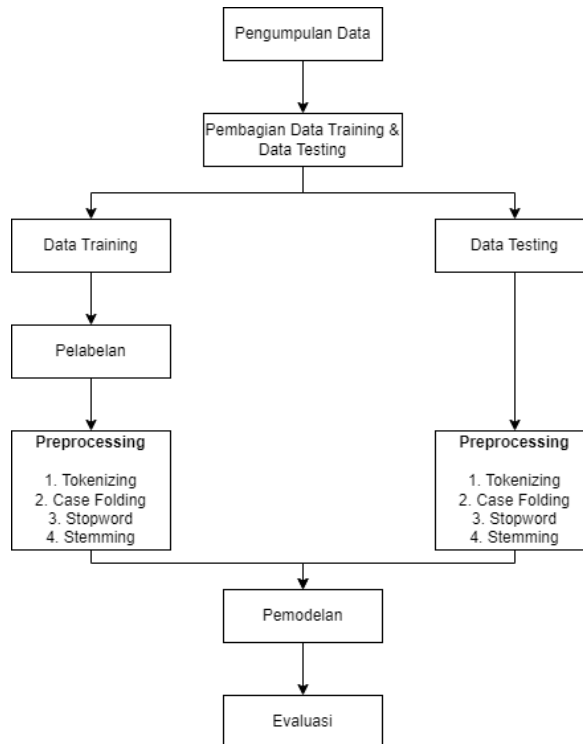 Pengumpulan Data
Pembagian Data Training &
Data Testing
Data Training
Data Testing
Pelabelan
Preprocessing
1. Tokenizing
2. Case Folding
3. Stopword
4. Stemming
Preprocessing
1. Tokenizing
2. Case Folding
3. Stopword
4. Stemming
Pemodelan
Evaluasi